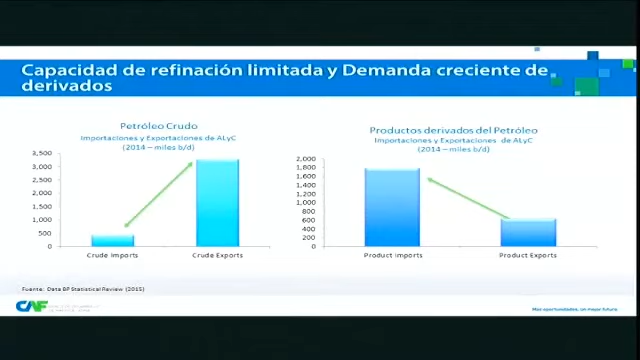 Capacidad de refinación limitada y Demanda creciente de
derivados
Petróleo Crudo
Importaciones y Exportaciones de ALyC
(2014 – miles b/d)
3,500
3,000
2,500
2,000
1,500
1,000
500
0
Crude Imports
Crude Exports
Productos derivados del Petróleo
Importaciones y Exportaciones de ALyC
(2014 – miles b/d)
2,000
1,800
1,600
1,400
1,200
1,000
800
600
400
200
0
Product Imports
Product Exports
Fuente: Data BP Statistical Review (2015)
CAF
Más oportunidades, un mejor futuro.